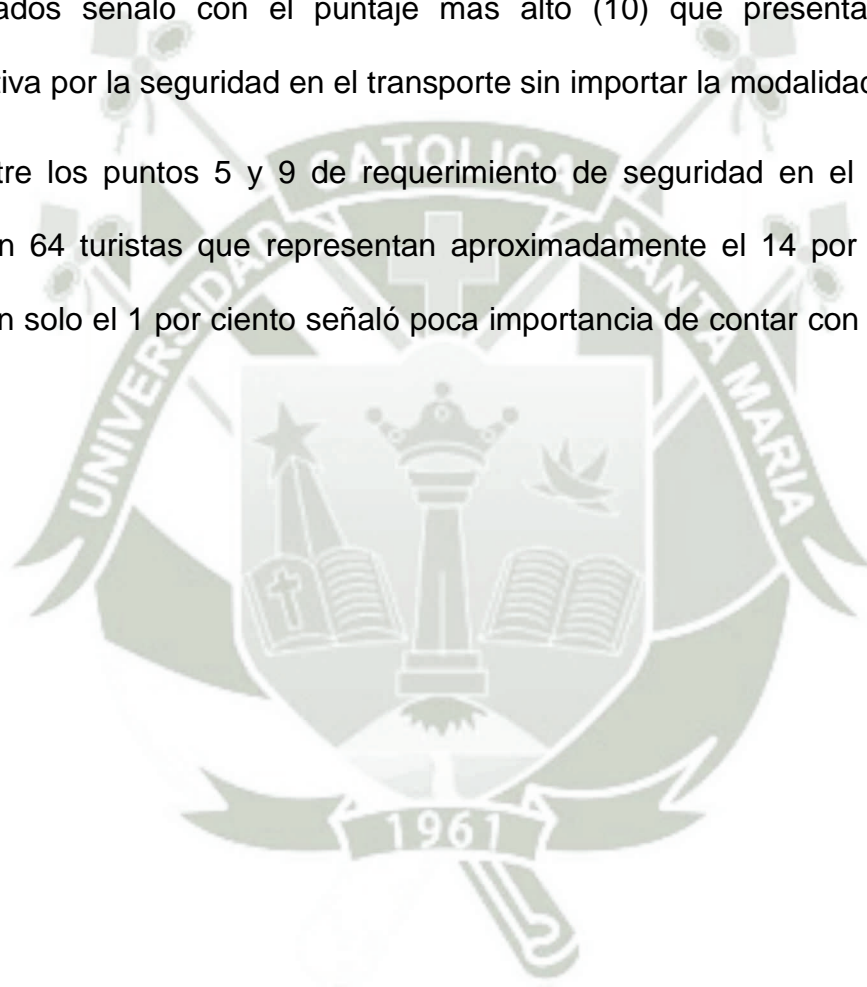 ados señaló con el puntaje más alto (10) que presenta
tiva por la seguridad en el transporte sin importar la modalidad
tre los puntos 5 y 9 de requerimiento de seguridad en el
n 64 turistas que representan aproximadamente el 14 por
n solo el 1 por ciento señaló poca importancia de contar con
UNIVERSIDAD CATOLICA SANTA MARIA
1961